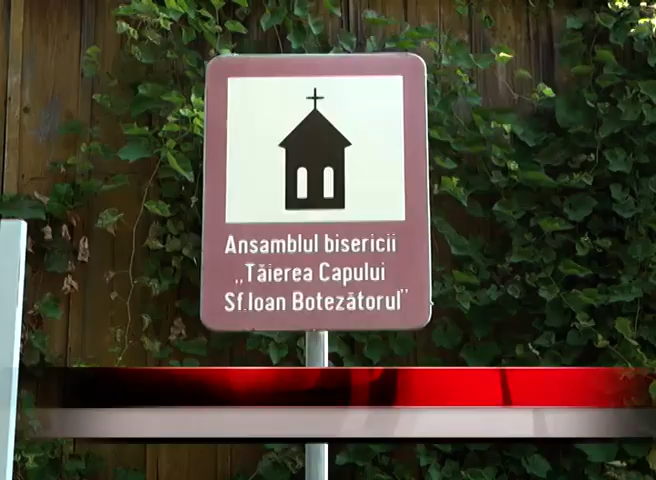 Ansamblul bisericii
„Tăierea Capului
Sf.Ioan Botezătorul”